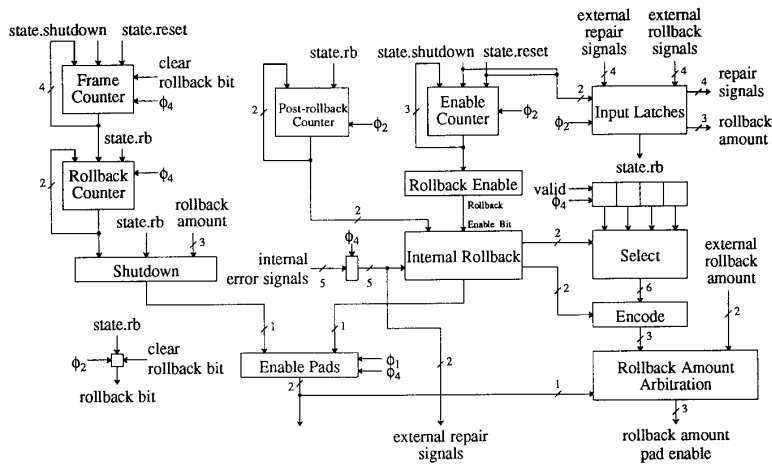 state.shutdown
state.reset
clear
rollback bit
Frame
Counter
4
ϕ4
state.rb
Rollback
Counter
2
ϕ4
state.rb
rollback
amount
3
Shutdown
1
state.rb
ϕ2
clear
rollback bit
rollback bit
state.rb
Post-rollback
Counter
2
ϕ2
2
state.shutdown
state.reset
3
Enable
Counter
ϕ2
Rollback Enable
Rollback
Enable Bit
ϕ4
internal
error signals
5
5
Internal Rollback
2
2
1
Enable Pads
ϕ1
ϕ4
2
2
1
external repair
signals
external
repair
signals
external
rollback
signals
4
4
2
ϕ2
Input Latches
4
repair
signals
3
rollback
amount
state.rb
valid
ϕ4
Select
6
external
rollback
amount
2
Encode
3
Rollback Amount
Arbitration
3
rollback amount
pad enable